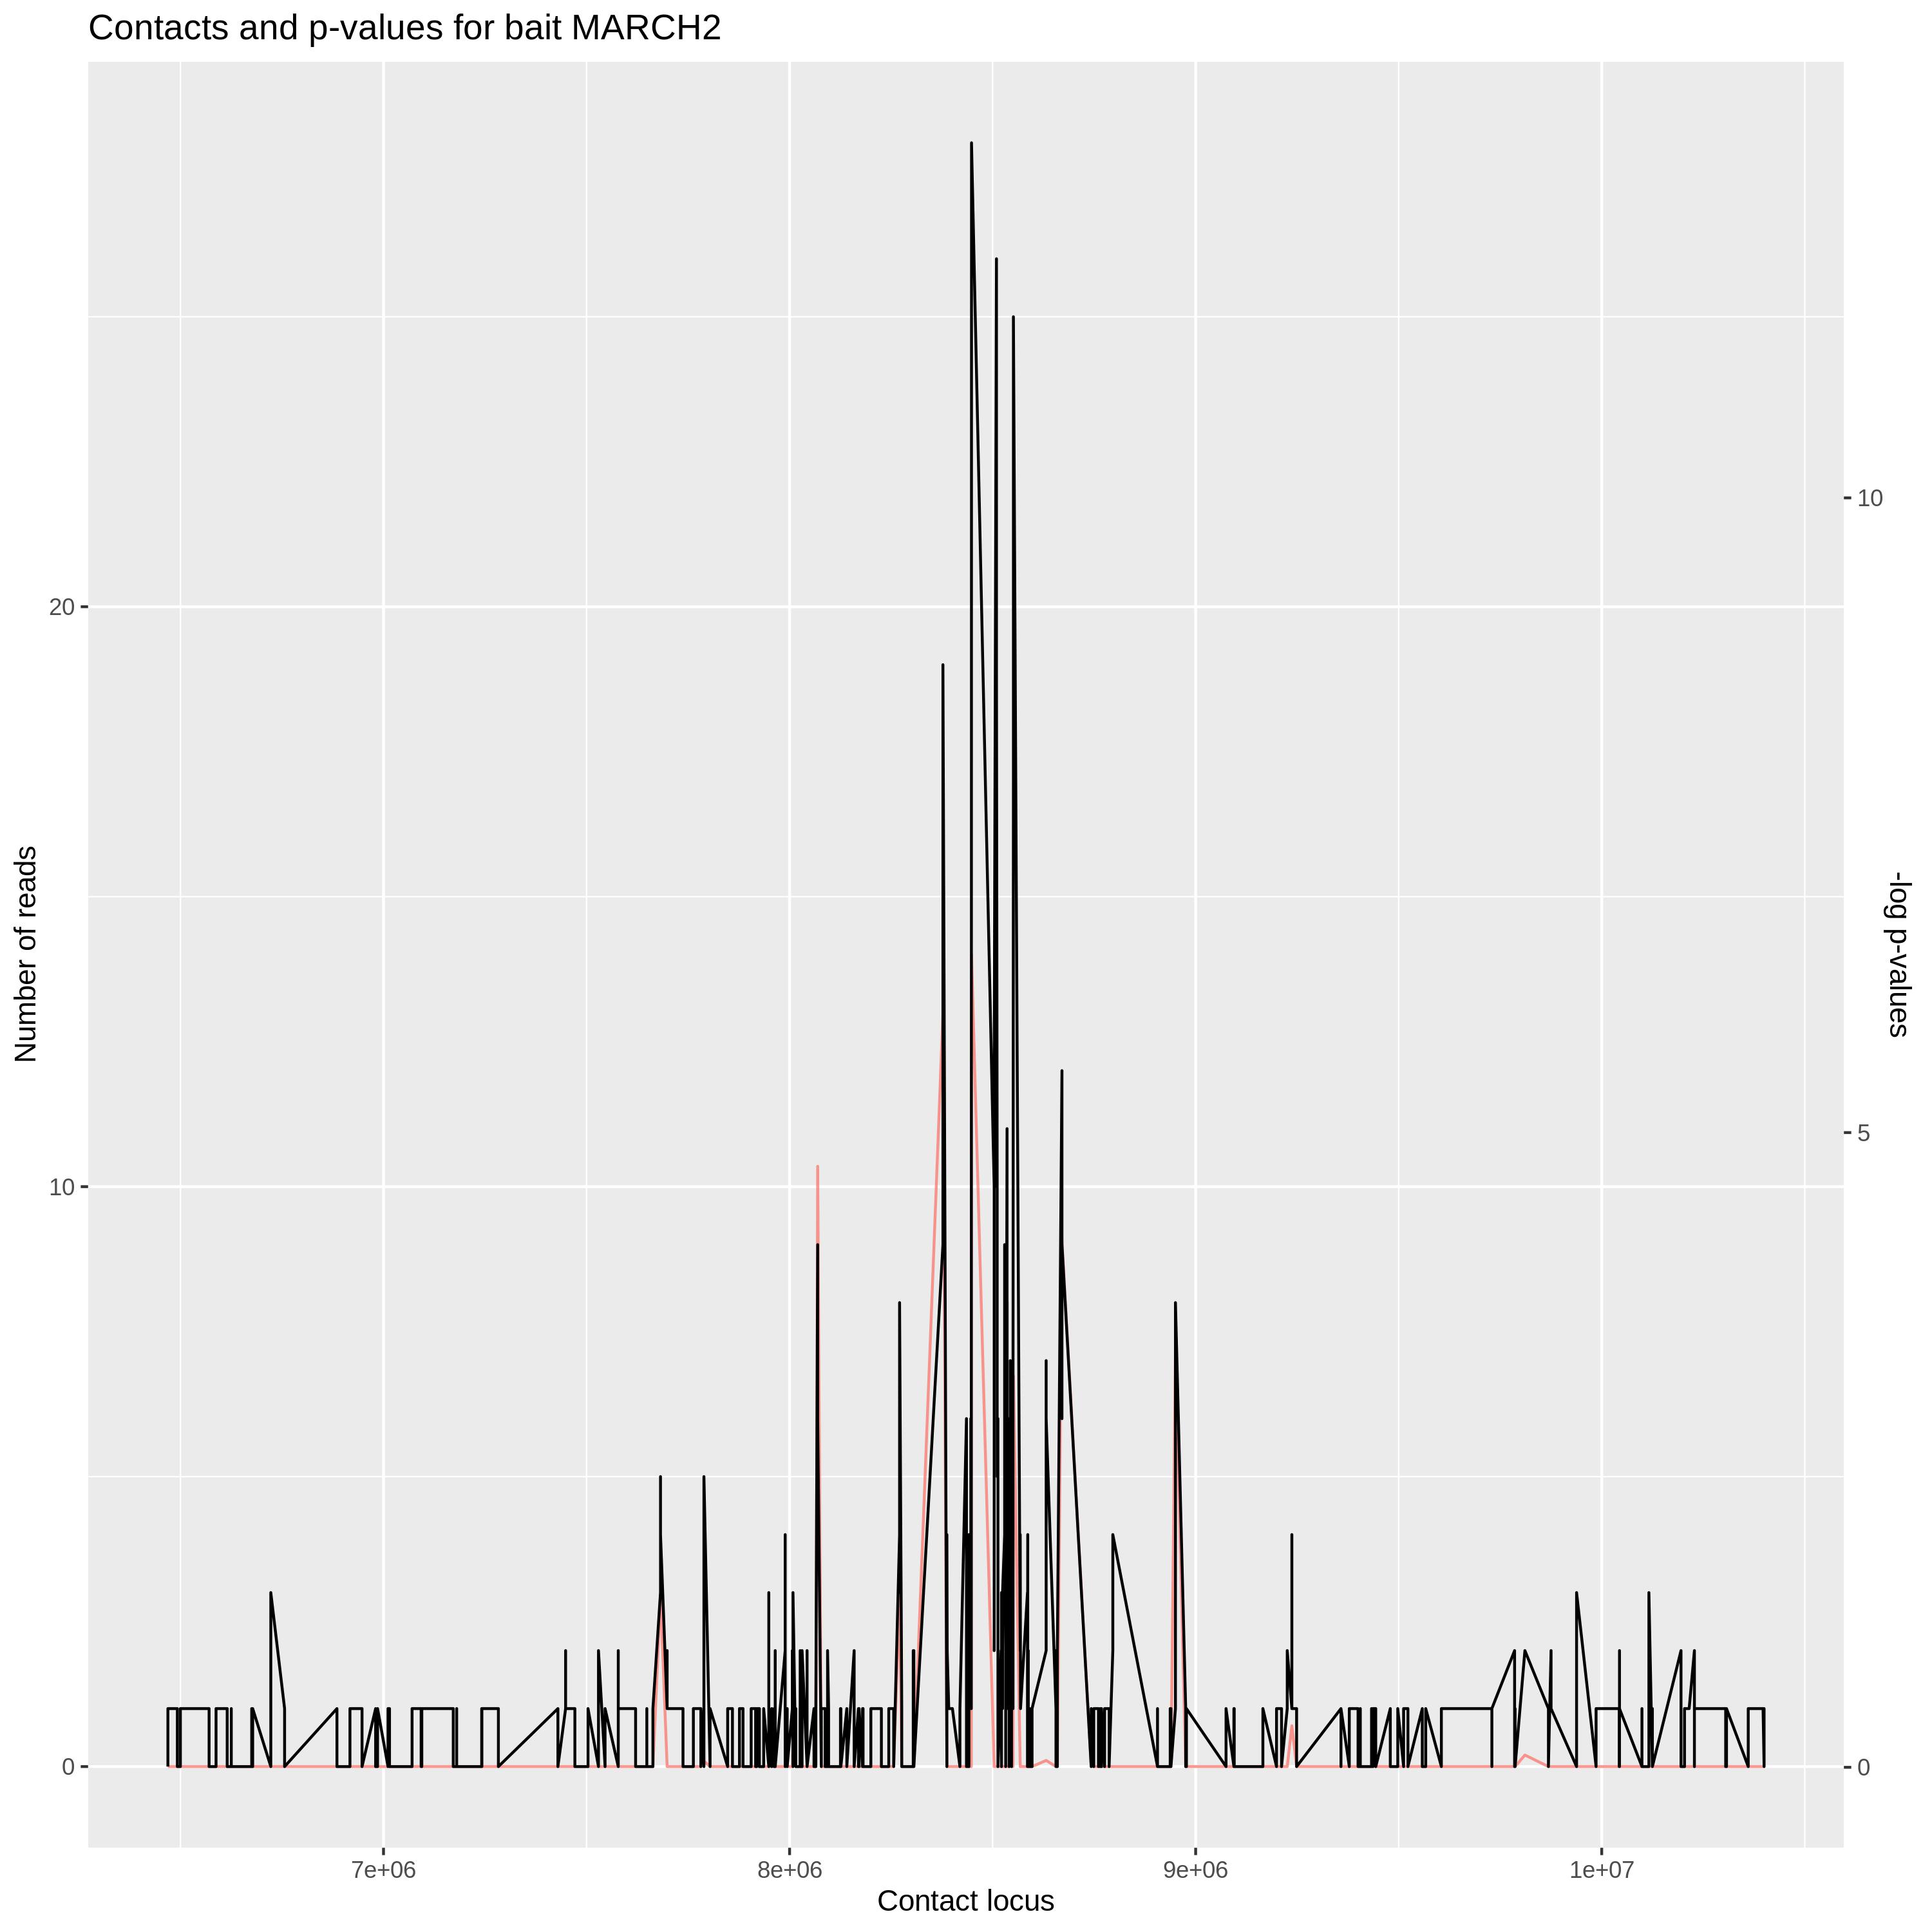 Contacts and p-values for bait MARCH2
Number of reads
20
10
0
10
5
0
-log p-values
7e+06
8e+06
9e+06
1e+07
Contact locus